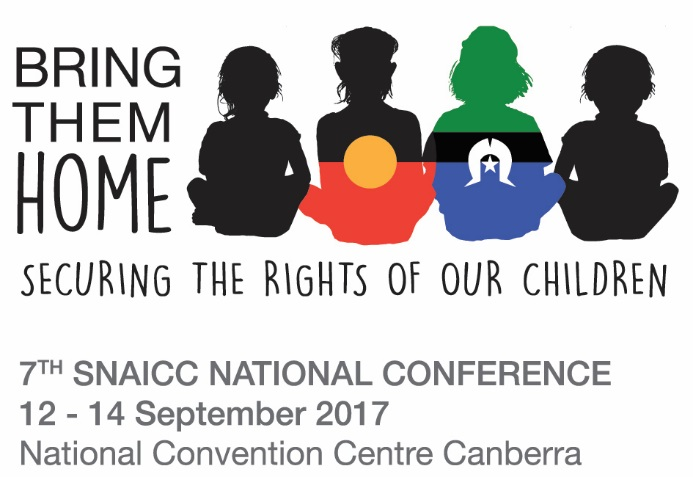 BRING
THEM
HOME
SECURING THE RIGHTS OF OUR CHILDREN
7TH SNAICC NATIONAL CONFERENCE
12 - 14 September 2017
National Convention Centre Canberra